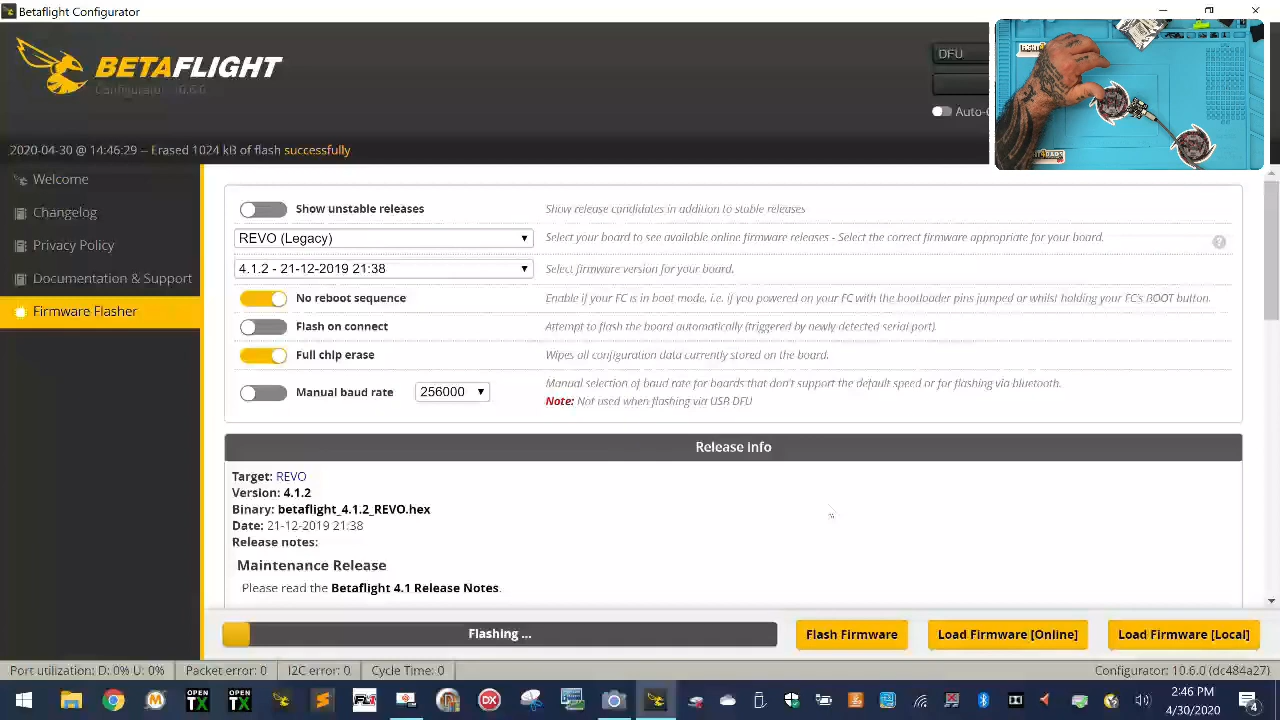 Betaflight Configurator
BETAFLIGHT
Configurator 10.6.0
DFU
Auto-C
2020-04-30 @ 14:46:29 -- Erased 1024 kB of flash successfully
Welcome
Changelog
Privacy Policy
Documentation & Support
Firmware Flasher
Show unstable releases
Show release candidates in addition to stable releases
REVO (Legacy)
Select your board to see available online firmware releases - Select the correct firmware appropriate for your board.
4.1.2 - 21-12-2019 21:38
Select firmware version for your board.
No reboot sequence
Enable if your FC is in boot mode. i.e. if you powered on your FC with the bootloader pins jumped or whilst holding your FC's BOOT button.
Flash on connect
Attempt to flash the board automatically (triggered by newly detected serial port).
Full chip erase
Wipes all configuration data currently stored on the board.
Manual baud rate
256000
Manual selection of baud rate for boards that don't support the default speed or for flashing via bluetooth.
Note: Not used when flashing via USB DFU
Release info
Target: REVO
Version: 4.1.2
Binary: betaflight_4.1.2_REVO.hex
Date: 21-12-2019 21:38
Release notes:
Maintenance Release
Please read the Betaflight 4.1 Release Notes.
Flashing ...
Flash Firmware
Load Firmware [Online]
Load Firmware [Local]
Port utilization: D: 0% U: 0%
Packet error: 0
I2C error: 0
Cycle Time: 0
Configurator: 10.6.0 (dc484a27)
OPEN TX
OPEN TX
DX
2:46 PM
4/30/2020
4